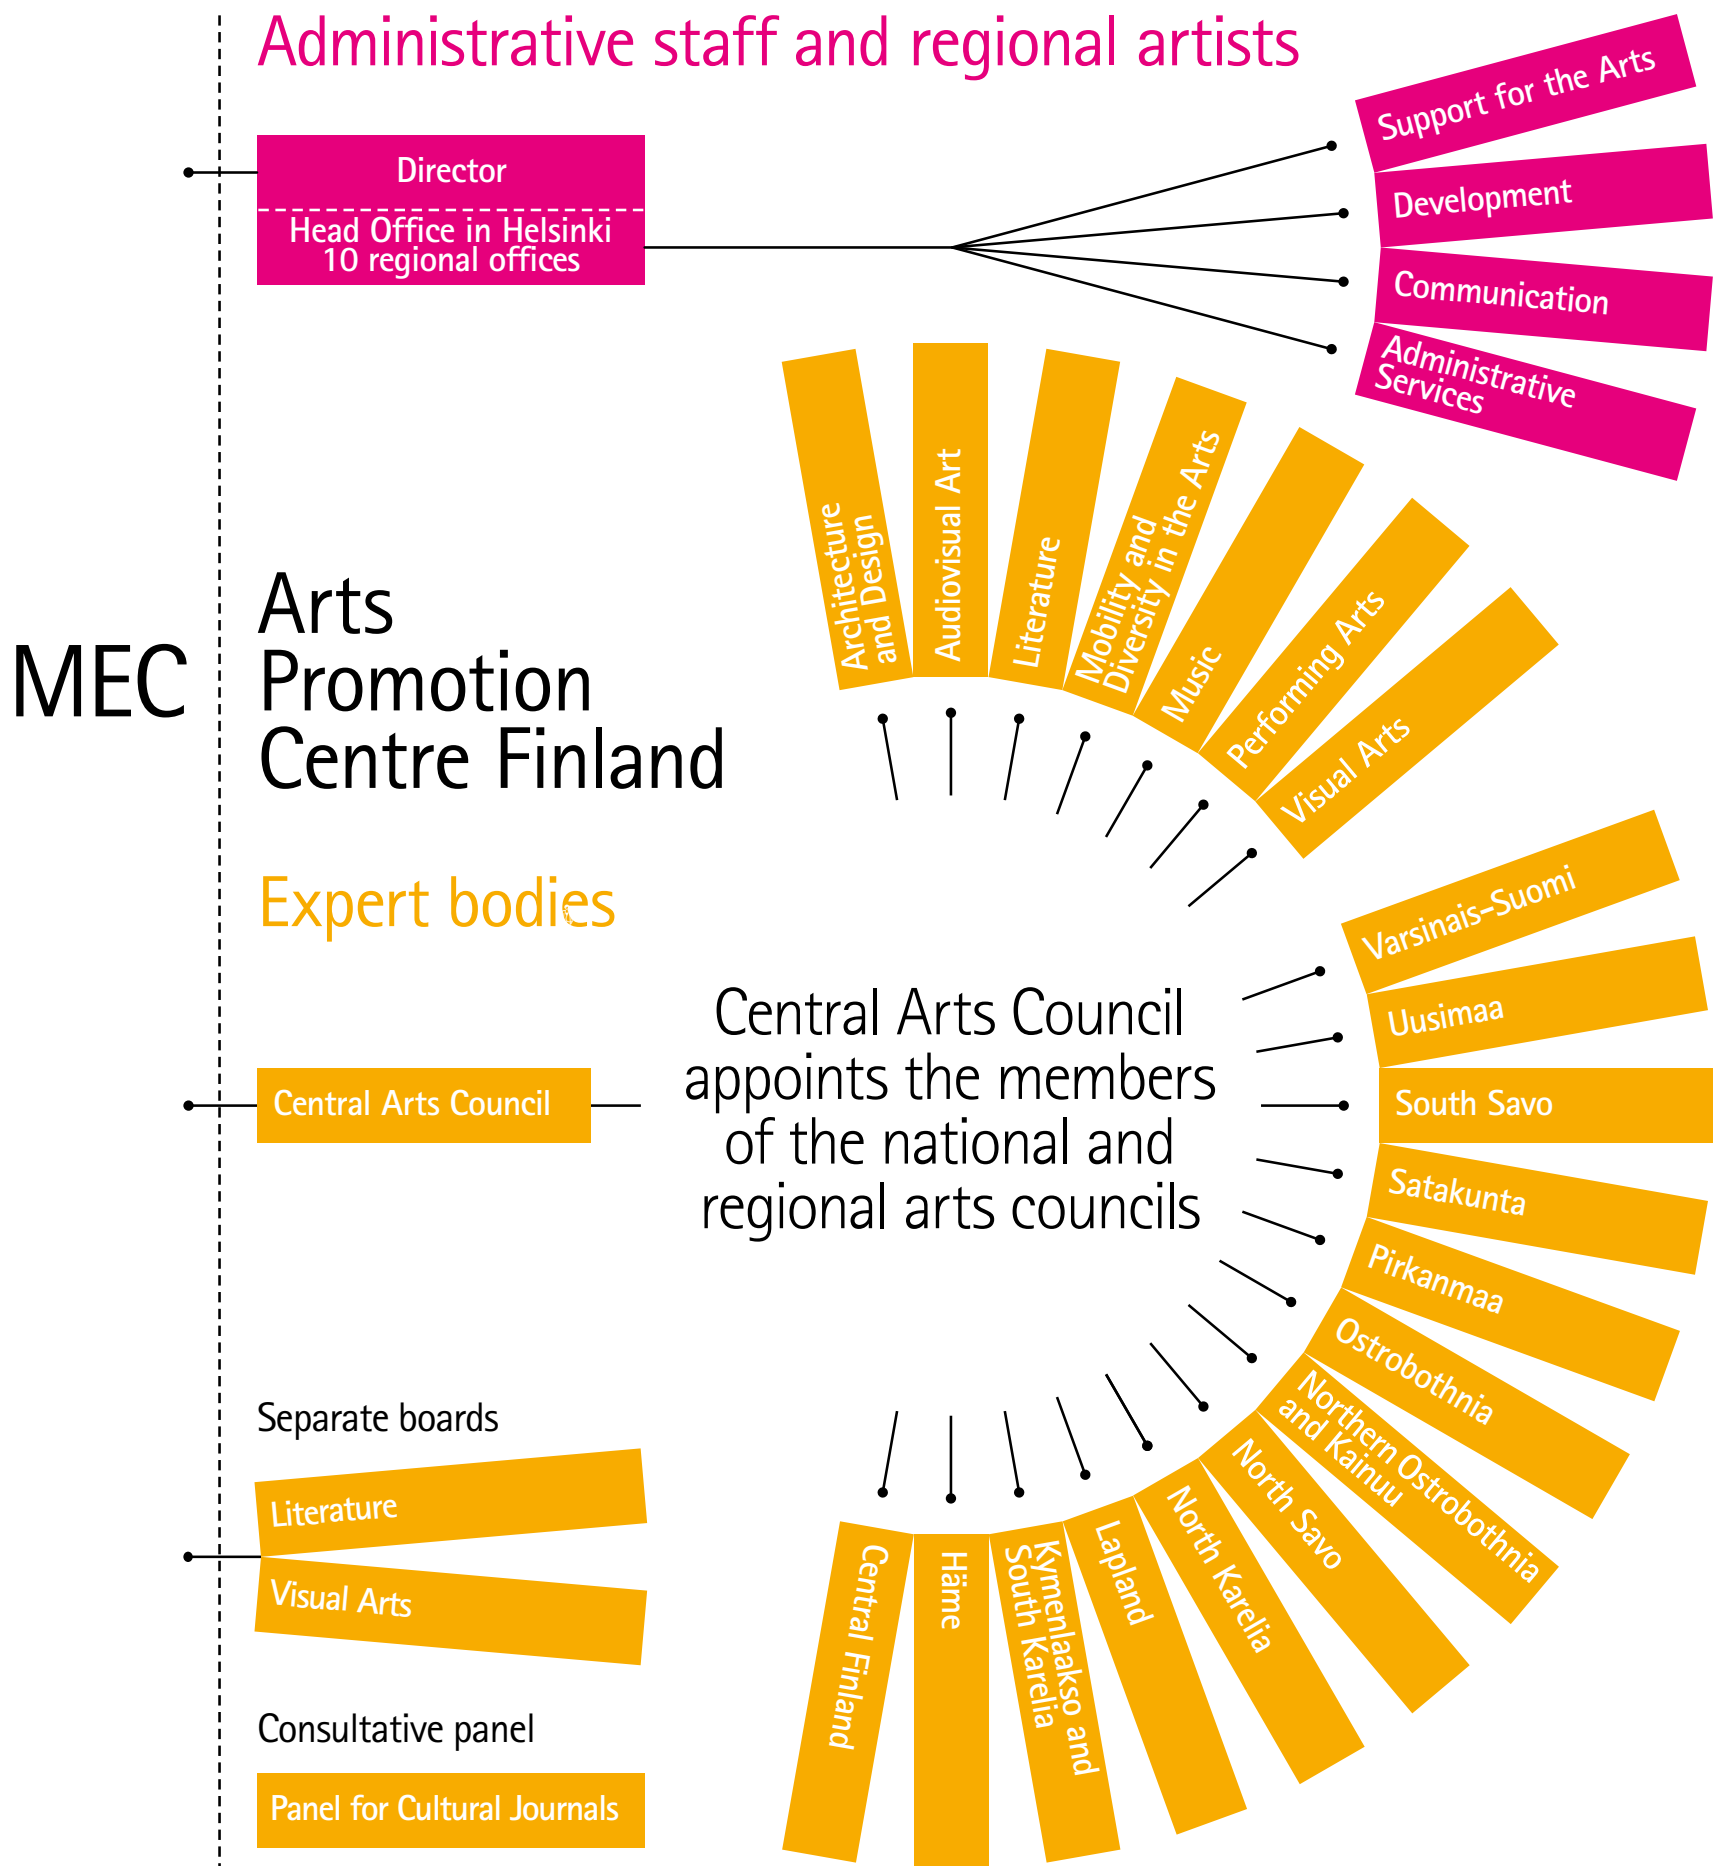 Administrative staff and regional artists
Director
Head Office in Helsinki
10 regional offices
Support for the Arts
Development
Communication
Administrative
Services
MEC
Arts
Promotion
Centre Finland
Architecture
and Design
Audiovisual Art
Literature
Mobility and
Diversity in the Arts
Music
Performing Arts
Visual Arts
Expert bodies
Central Arts Council
Central Arts Council
appoints the members
of the national and
regional arts councils
Varsinais-Suomi
Uusimaa
South Savo
Satakunta
Pirkanmaa
Ostrobothnia
Northern Ostrobothnia
and Kainuu
North Savo
North Karelia
Lapland
Kymenlaakso and
South Karelia
Häme
Central Finland
Separate boards
Literature
Visual Arts
Consultative panel
Panel for Cultural Journals